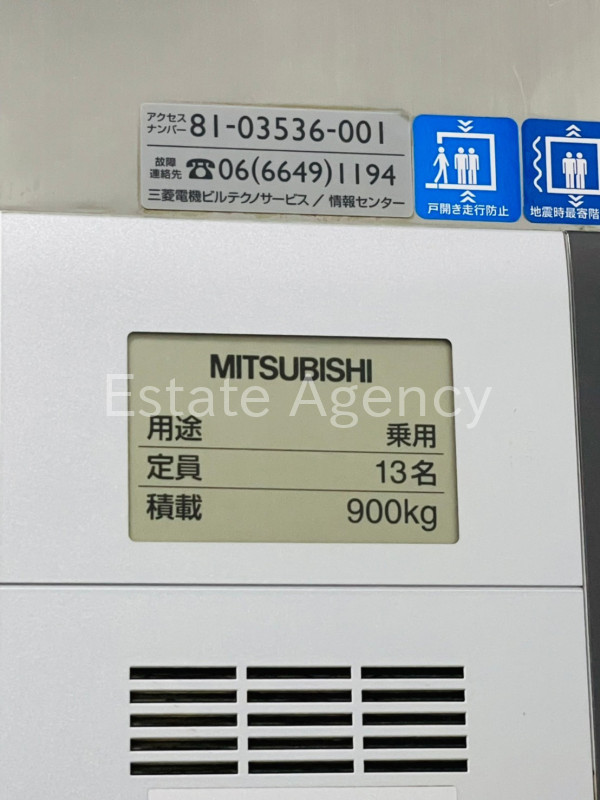 アクセス
ナンバー 81-03536-001
故障
連絡先 ☎06(6649)1194
三菱電機ビルテクノサービス / 情報センター
戸開き走行防止
地震時最寄階
MITSUBISHI
Estate Agency
用途 乗用
定員 13名
積載 900kg